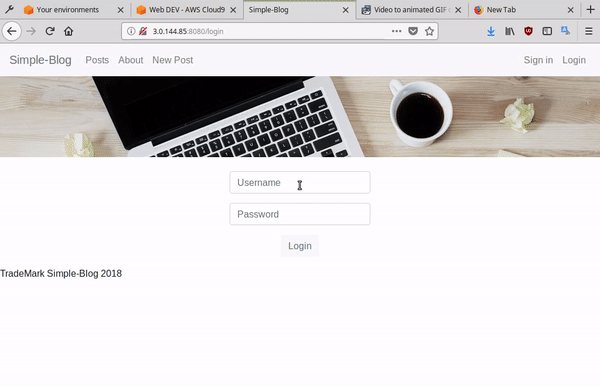 Your environments
Web DEV - AWS Cloud9
Simple-Blog
Video to animated GIF
New Tab
3.0.144.85:8080/login
Simple-Blog Posts About New Post Sign in Login
Username
Password
Login
TradeMark Simple-Blog 2018